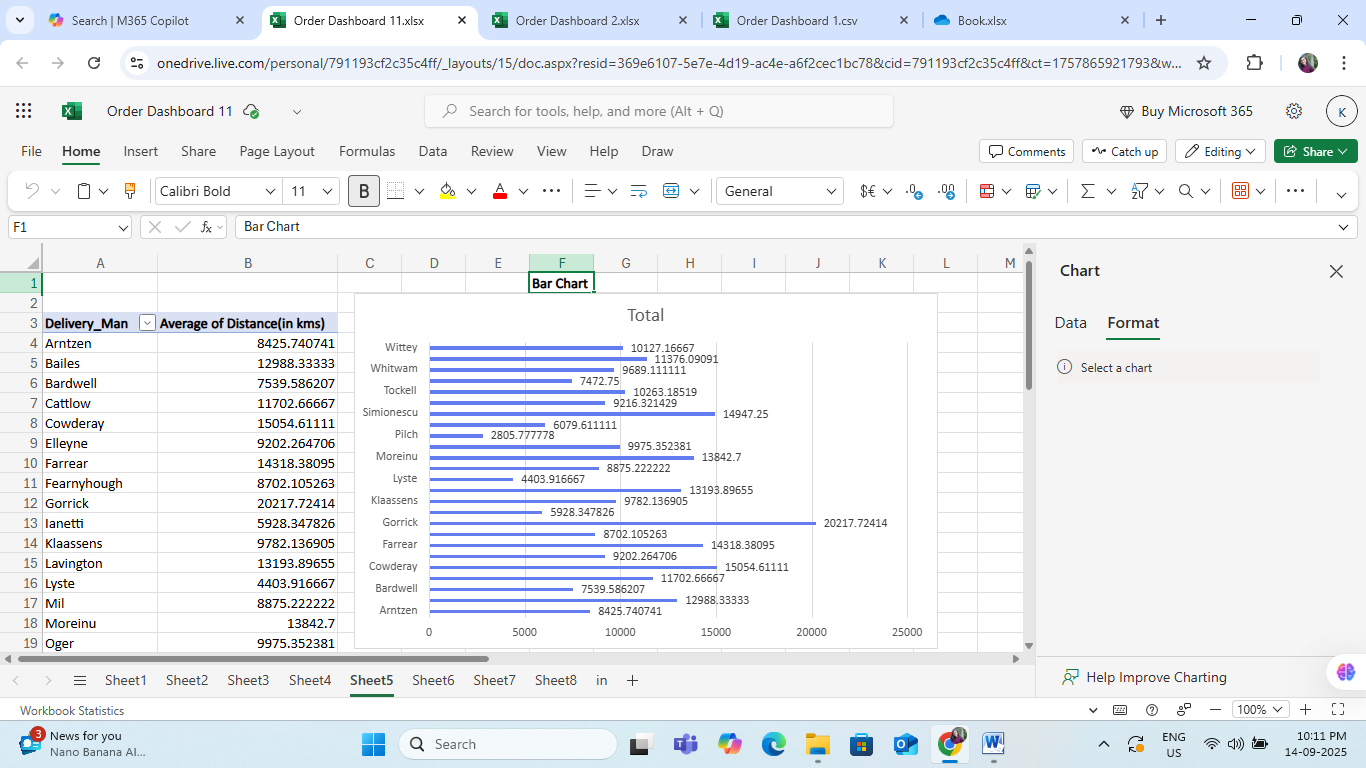 Search | M365 Copilot
Order Dashboard 11.xlsx
Order Dashboard 2.xlsx
Order Dashboard 1.csv
Book.xlsx
onedrive.live.com/personal/791193cf2c35c4ff/_layouts/15/doc.aspx?resid=369e6107-5e7e-4d19-ac4e-a6f2cec1bc78&cid=791193cf2c35c4ff&ct=1757865921793&w...
Order Dashboard 11
Search for tools, help, and more (Alt + Q)
Buy Microsoft 365
K
File Home Insert Share Page Layout Formulas Data Review View Help Draw
Comments Catch up Editing Share
Calibri Bold 11 B General
F1 fx Bar Chart
A B C D E F G H I J K L M
1 Bar Chart
2
3 Delivery_Man Average of Distance(in kms)
4 Arntzen 8425.740741
5 Bailes 12988.33333
6 Bardwell 7539.586207
7 Cattlow 11702.66667
8 Cowderay 15054.61111
9 Elleyne 9202.264706
10 Farrear 14318.38095
11 Fearnyhough 8702.105263
12 Gorrick 20217.72414
13 Ianetti 5928.347826
14 Klaassens 9782.136905
15 Lavington 13193.89655
16 Lyste 4403.916667
17 Mil 8875.222222
18 Moreinu 13842.7
19 Oger 9975.352381
Total
Wittey 10127.16667
11376.09091
Whitwam 9689.111111
7472.75
Tockell 10263.18519
9216.321429
Simionescu 14947.25
6079.611111
Pilch 2805.777778
9975.352381
Moreinu 13842.7
8875.222222
Lyste 4403.916667
13193.89655
Klaassens 9782.136905
5928.347826
Gorrick 20217.72414
8702.105263
Farrear 14318.38095
9202.264706
Cowderay 15054.61111
11702.66667
Bardwell 7539.586207
12988.33333
Arntzen 8425.740741
0 5000 10000 15000 20000 25000
Chart
Data Format
Select a chart
Help Improve Charting
Sheet1 Sheet2 Sheet3 Sheet4 Sheet5 Sheet6 Sheet7 Sheet8 in
Workbook Statistics
100%
3
News for you
Nano Banana AI...
Search
ENG
US
10:11 PM
14-09-2025